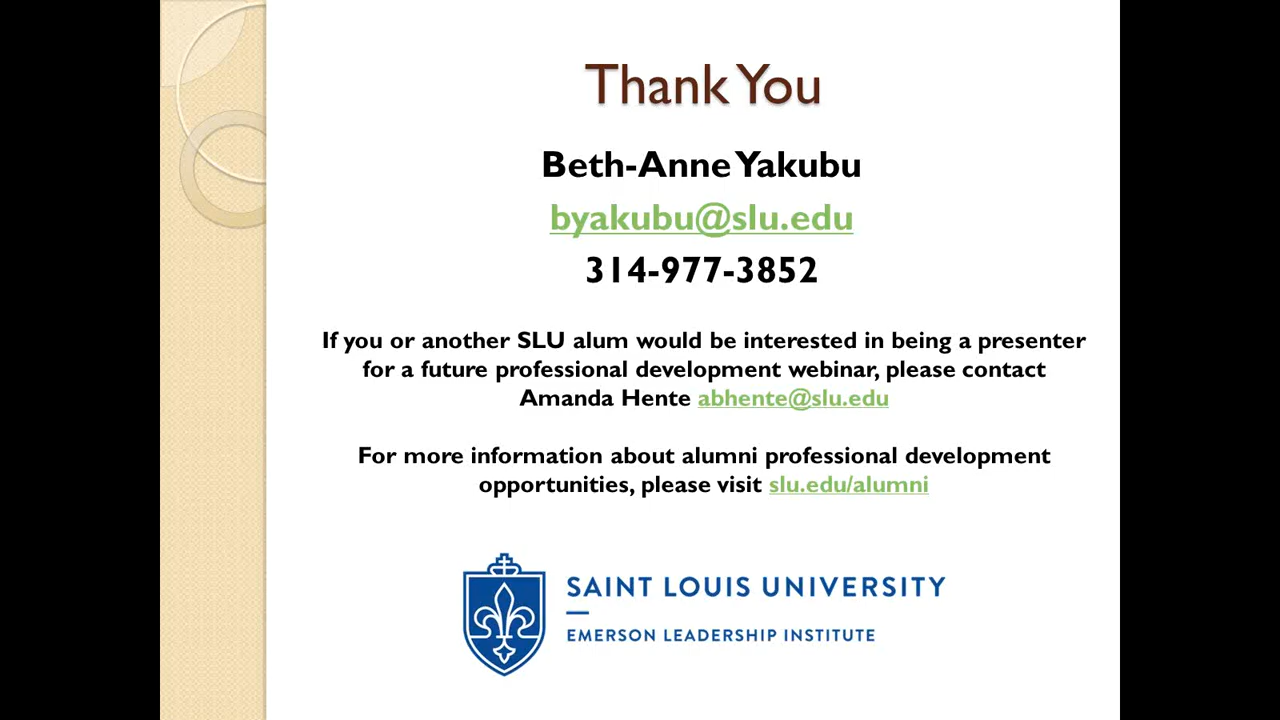 Thank You
Beth-Anne Yakubu
byakubu@slu.edu
314-977-3852
If you or another SLU alum would be interested in being a presenter
for a future professional development webinar, please contact
Amanda Hente abhente@slu.edu
For more information about alumni professional development
opportunities, please visit slu.edu/alumni
SAINT LOUIS UNIVERSITY
EMERSON LEADERSHIP INSTITUTE